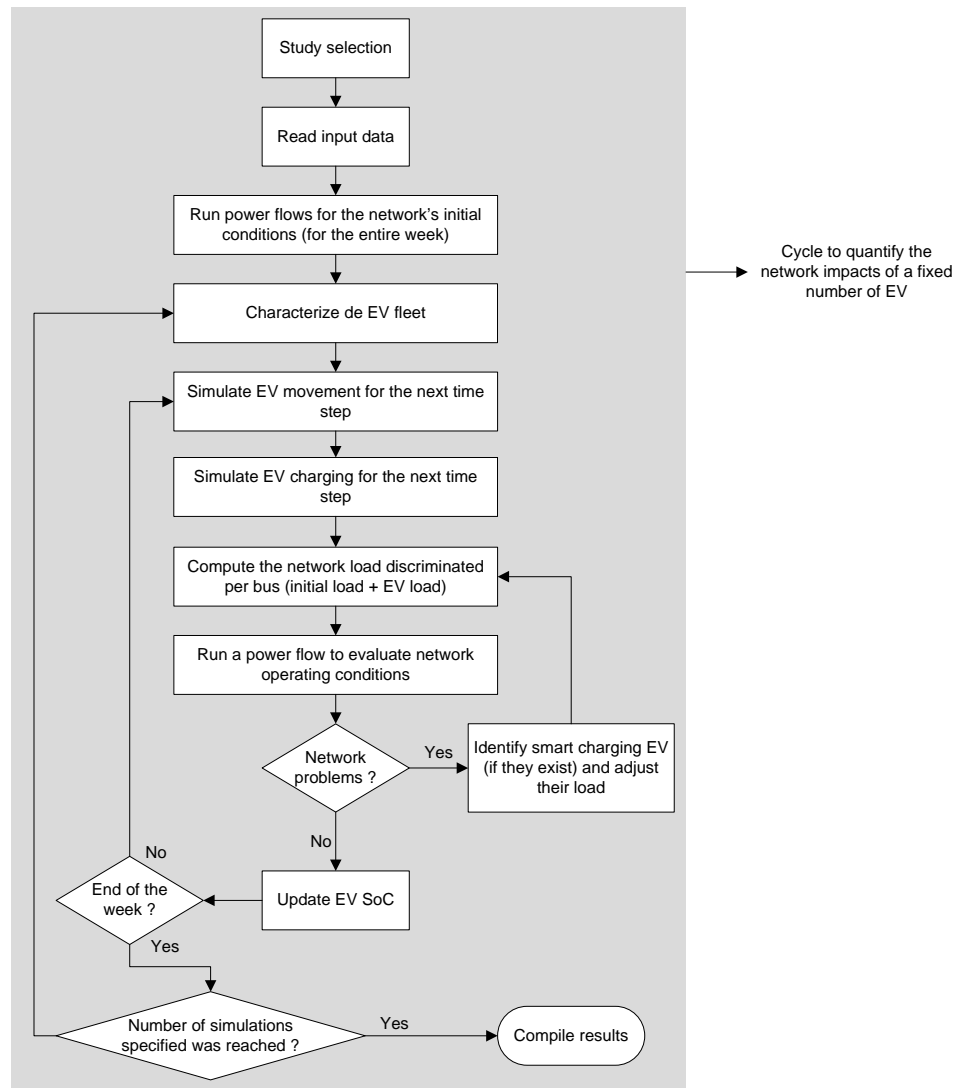 Study selection
Read input data
Run power flows for the network's initial
conditions (for the entire week)
Cycle to quantify the
network impacts of a fixed
number of EV
Characterize de EV fleet
Simulate EV movement for the next time
step
Simulate EV charging for the next time
step
Compute the network load discriminated
per bus (initial load + EV load)
Run a power flow to evaluate network
operating conditions
Network
problems ?
Yes
Identify smart charging EV
(if they exist) and adjust
their load
No
Update EV SoC
No
End of the
week ?
Yes
Number of simulations
specified was reached ?
Yes
Compile results